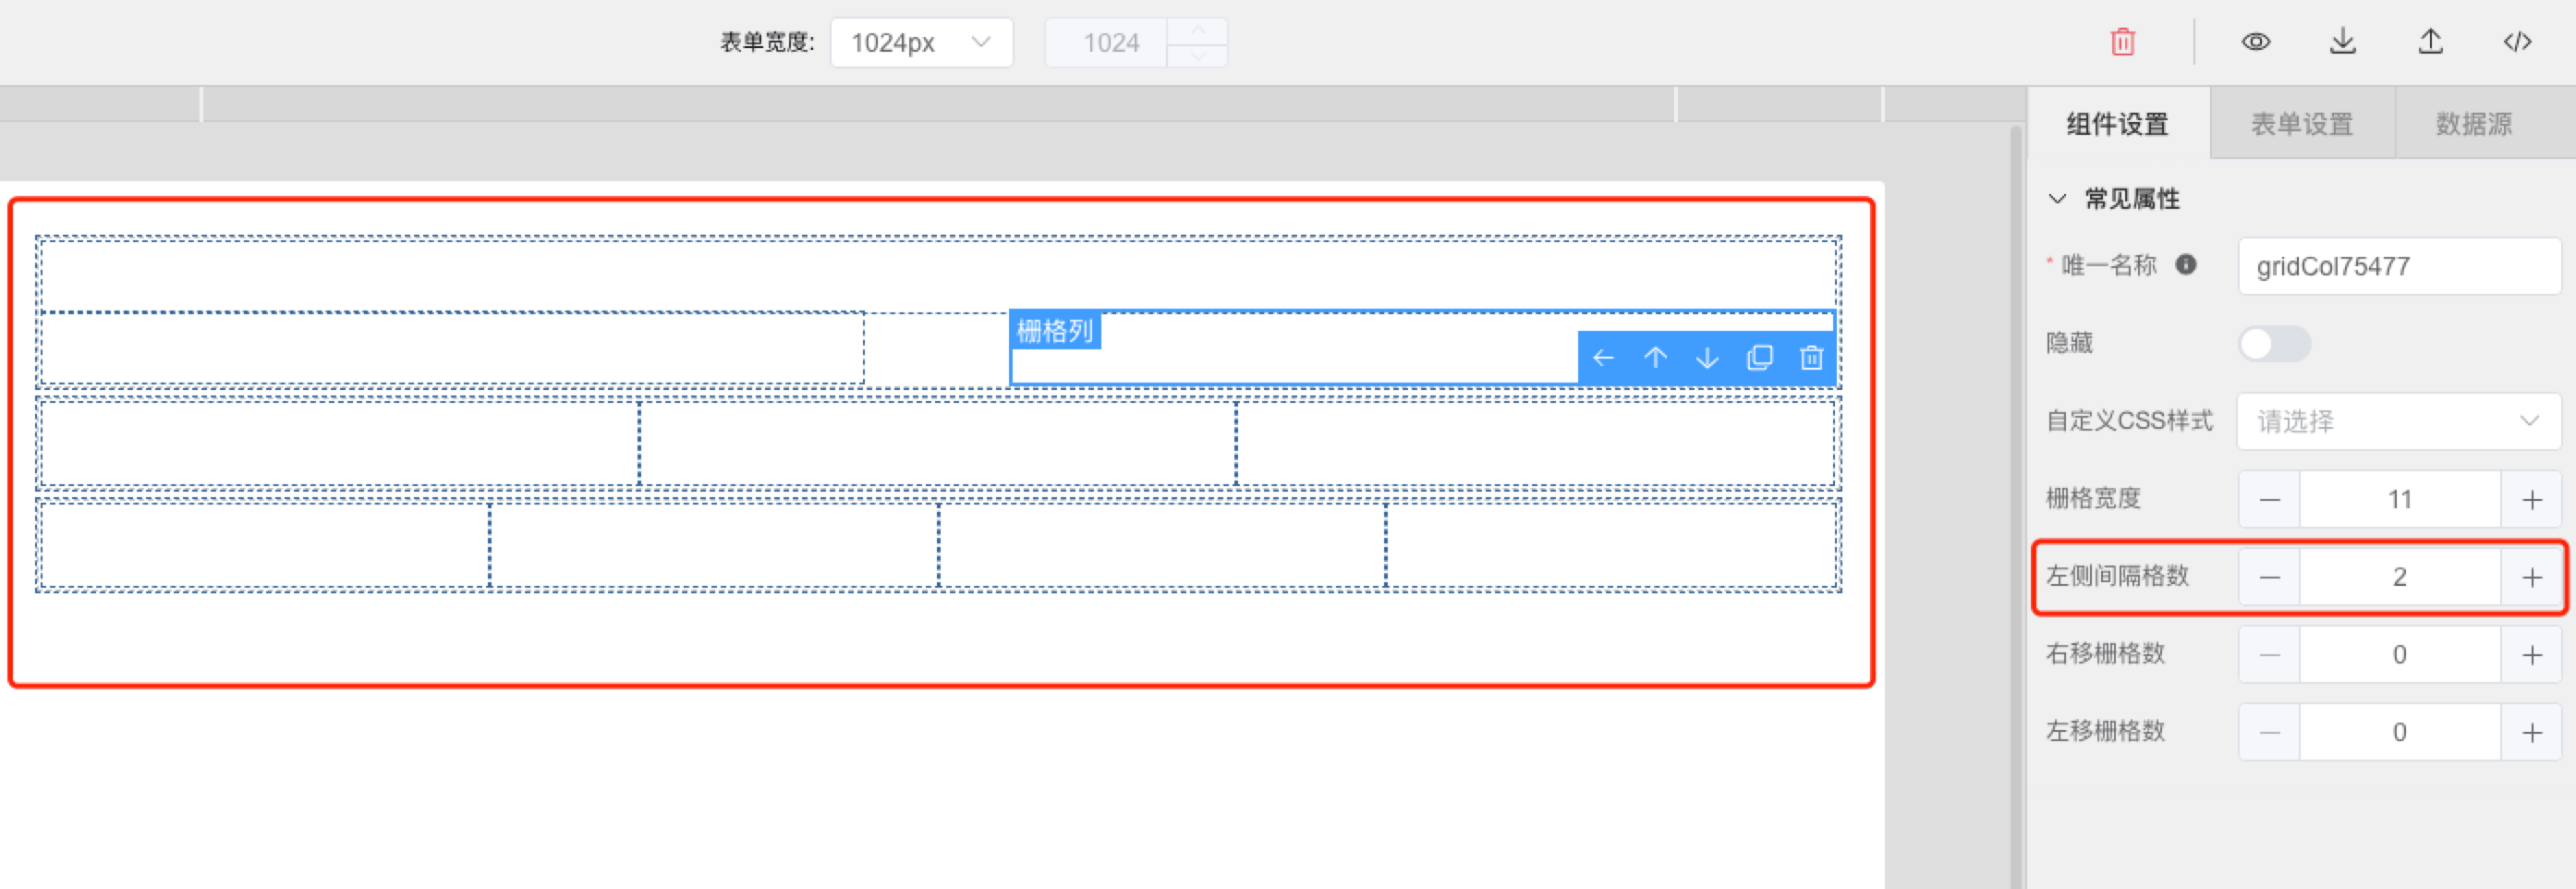 表单宽度: 1024px 1024
组件设置 表单设置 数据源
常见属性
* 唯一名称 gridCol75477
栅格列
隐藏
自定义CSS样式 请选择
栅格宽度 11
左侧间隔格数 2
右移栅格数 0
左移栅格数 0